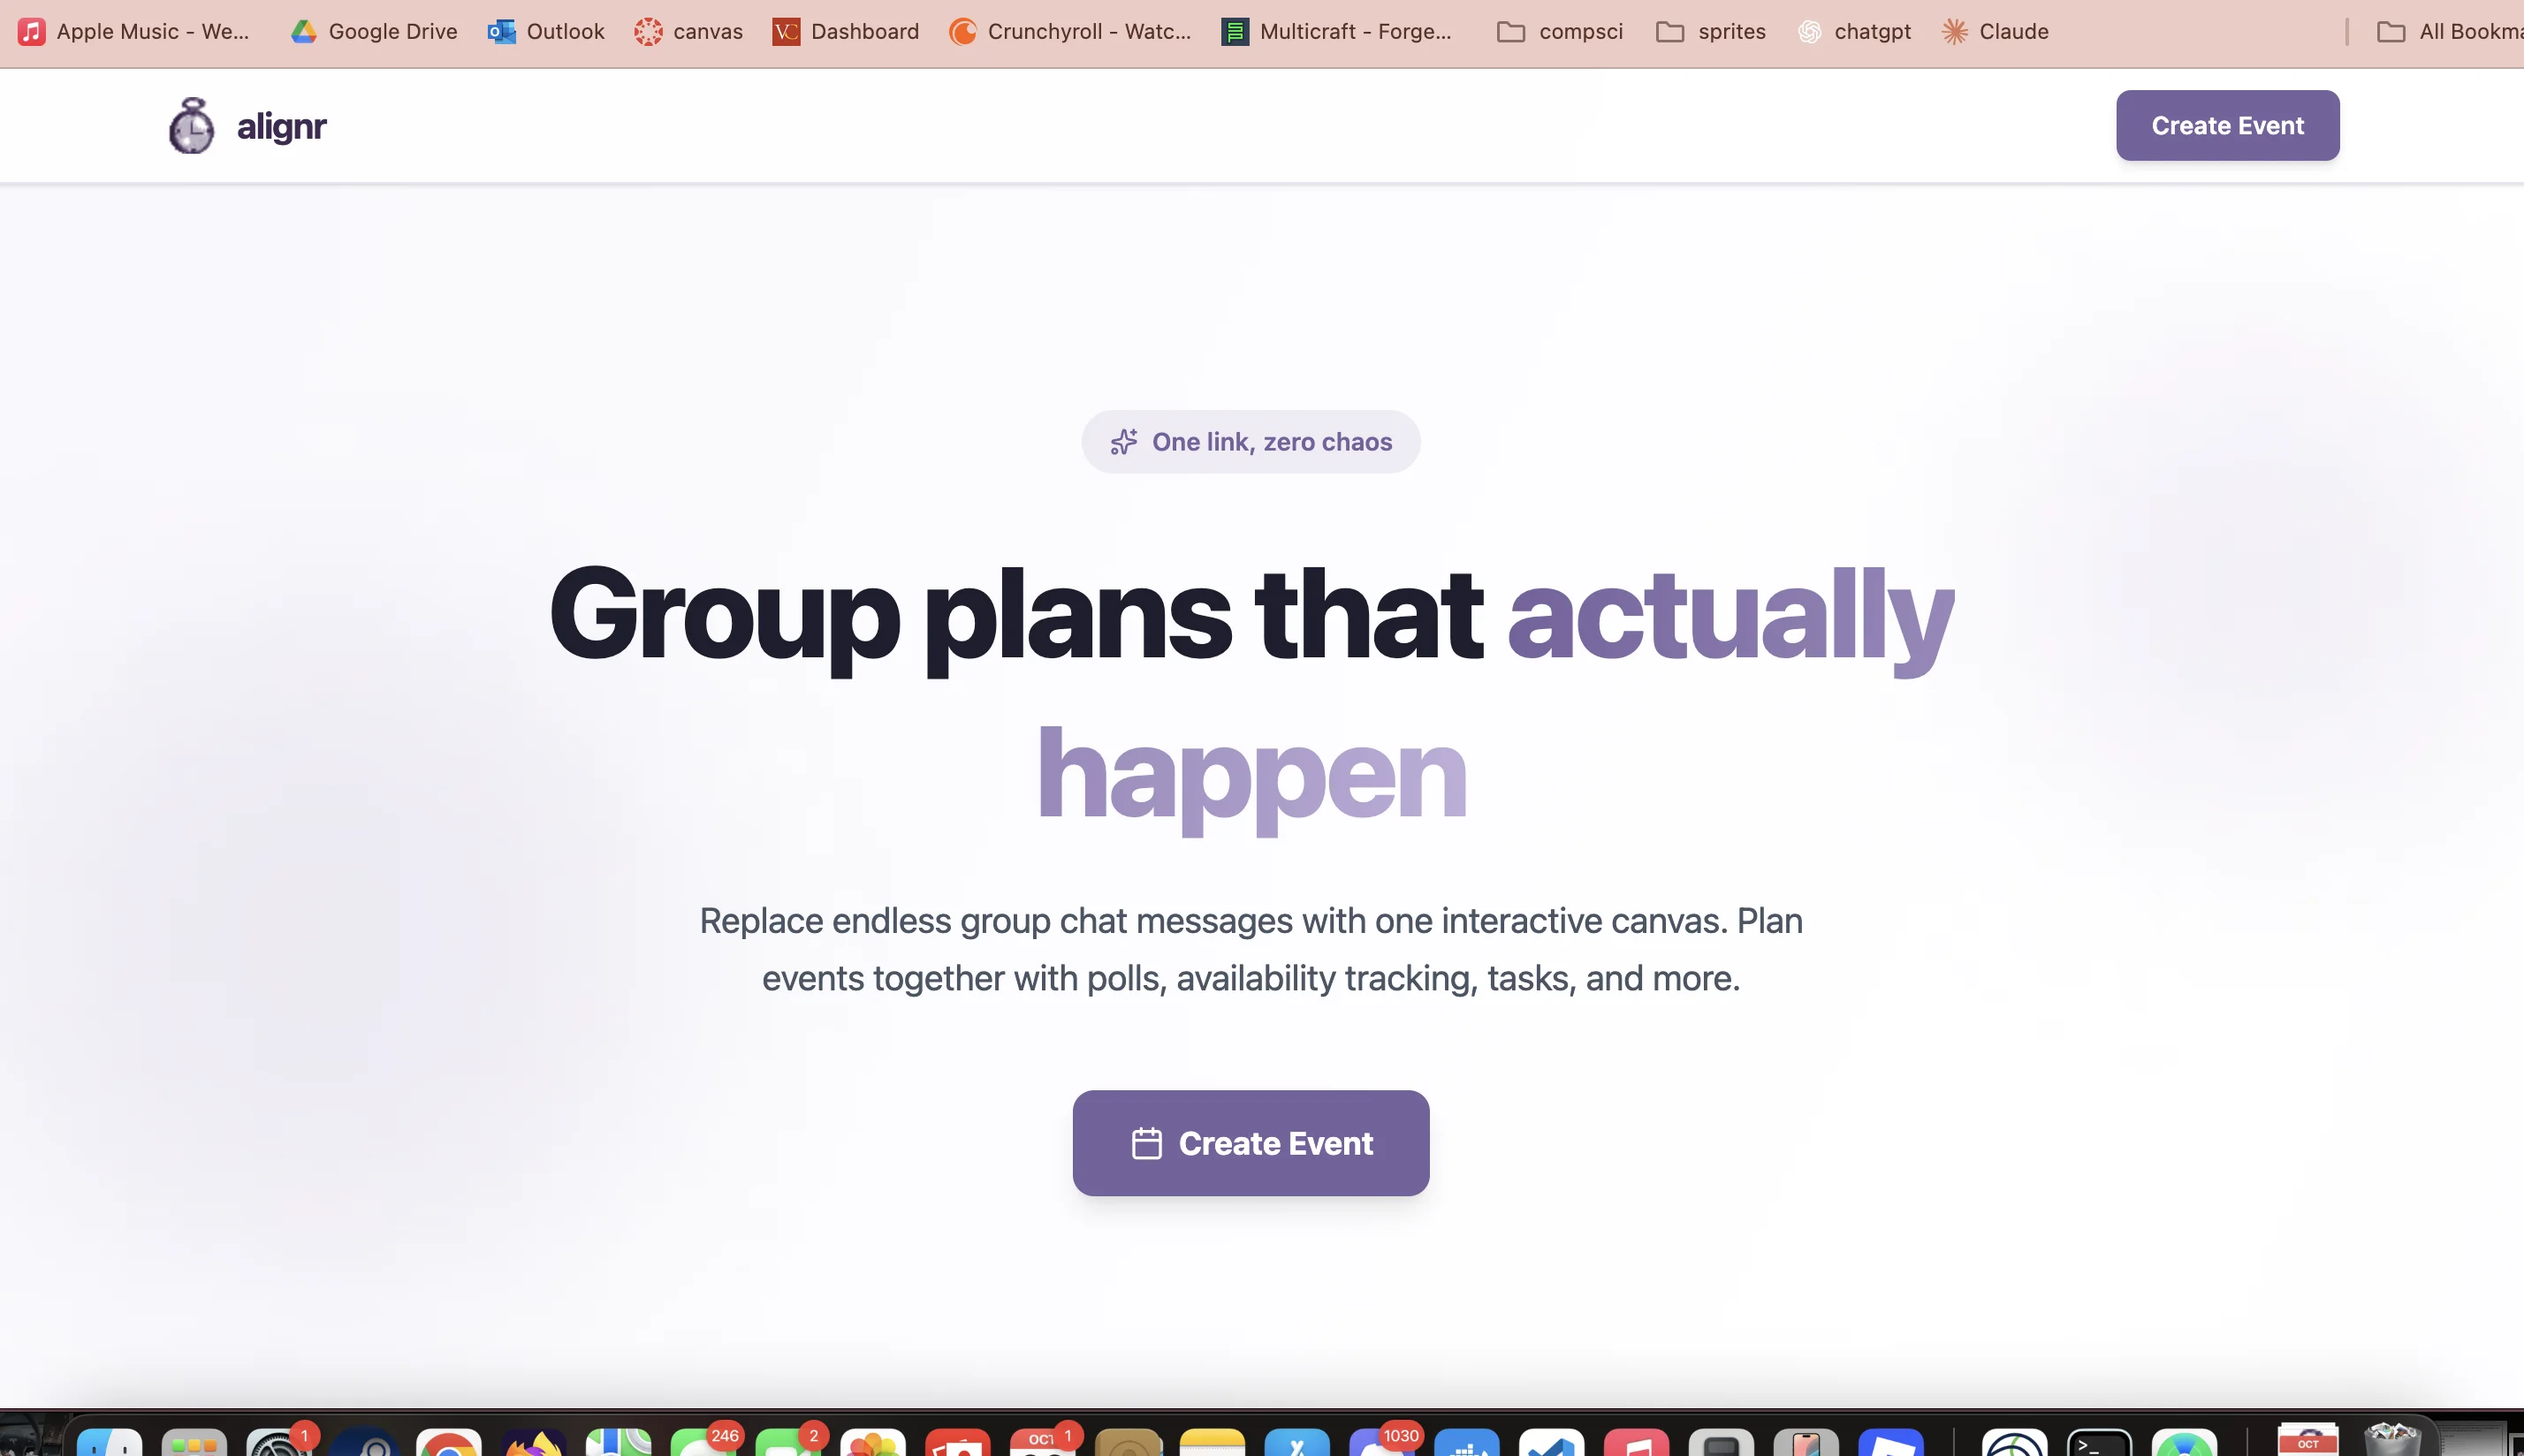 Apple Music - We... Google Drive Outlook canvas Dashboard Crunchyroll - Watc... Multicraft - Forge... compsci sprites chatgpt Claude All Bookma
alignr
Create Event
One link, zero chaos
Group plans that actually
happen
Replace endless group chat messages with one interactive canvas. Plan
events together with polls, availability tracking, tasks, and more.
Create Event
1 246 2 OCT 1 1030 >_ OCT